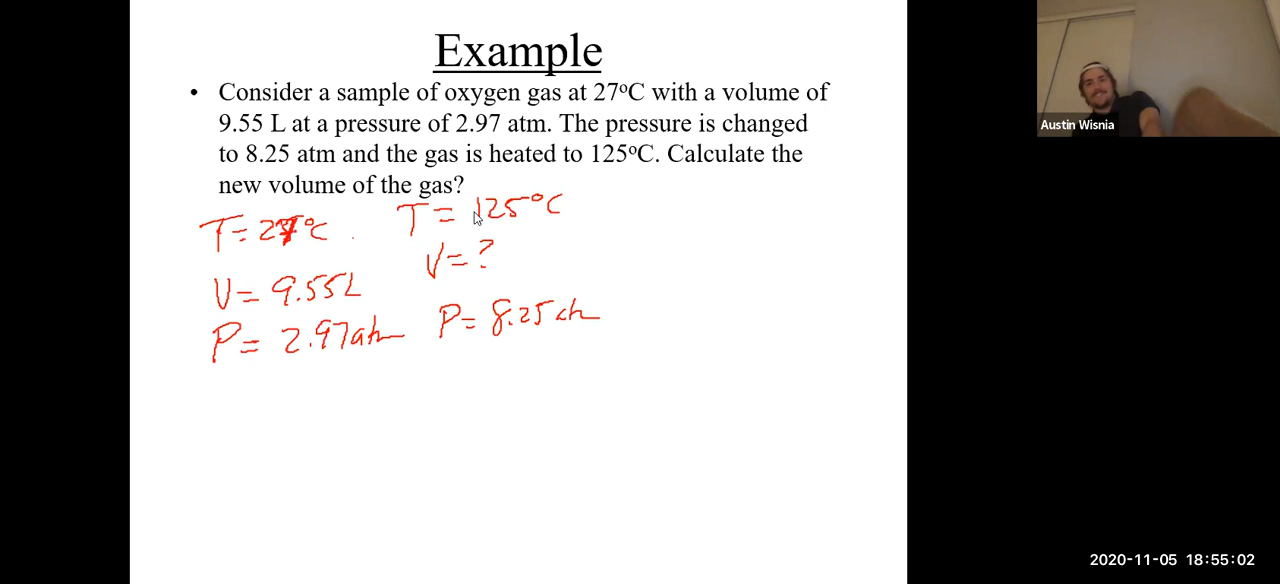 Example
• Consider a sample of oxygen gas at 27°C with a volume of
9.55 L at a pressure of 2.97 atm. The pressure is changed
to 8.25 atm and the gas is heated to 125°C. Calculate the
new volume of the gas?
T = 27°C
T = 125°C
V = 9.55L
V = ?
P = 2.97atm
P = 8.25 atm
Austin Wisnia
2020-11-05 18:55:02